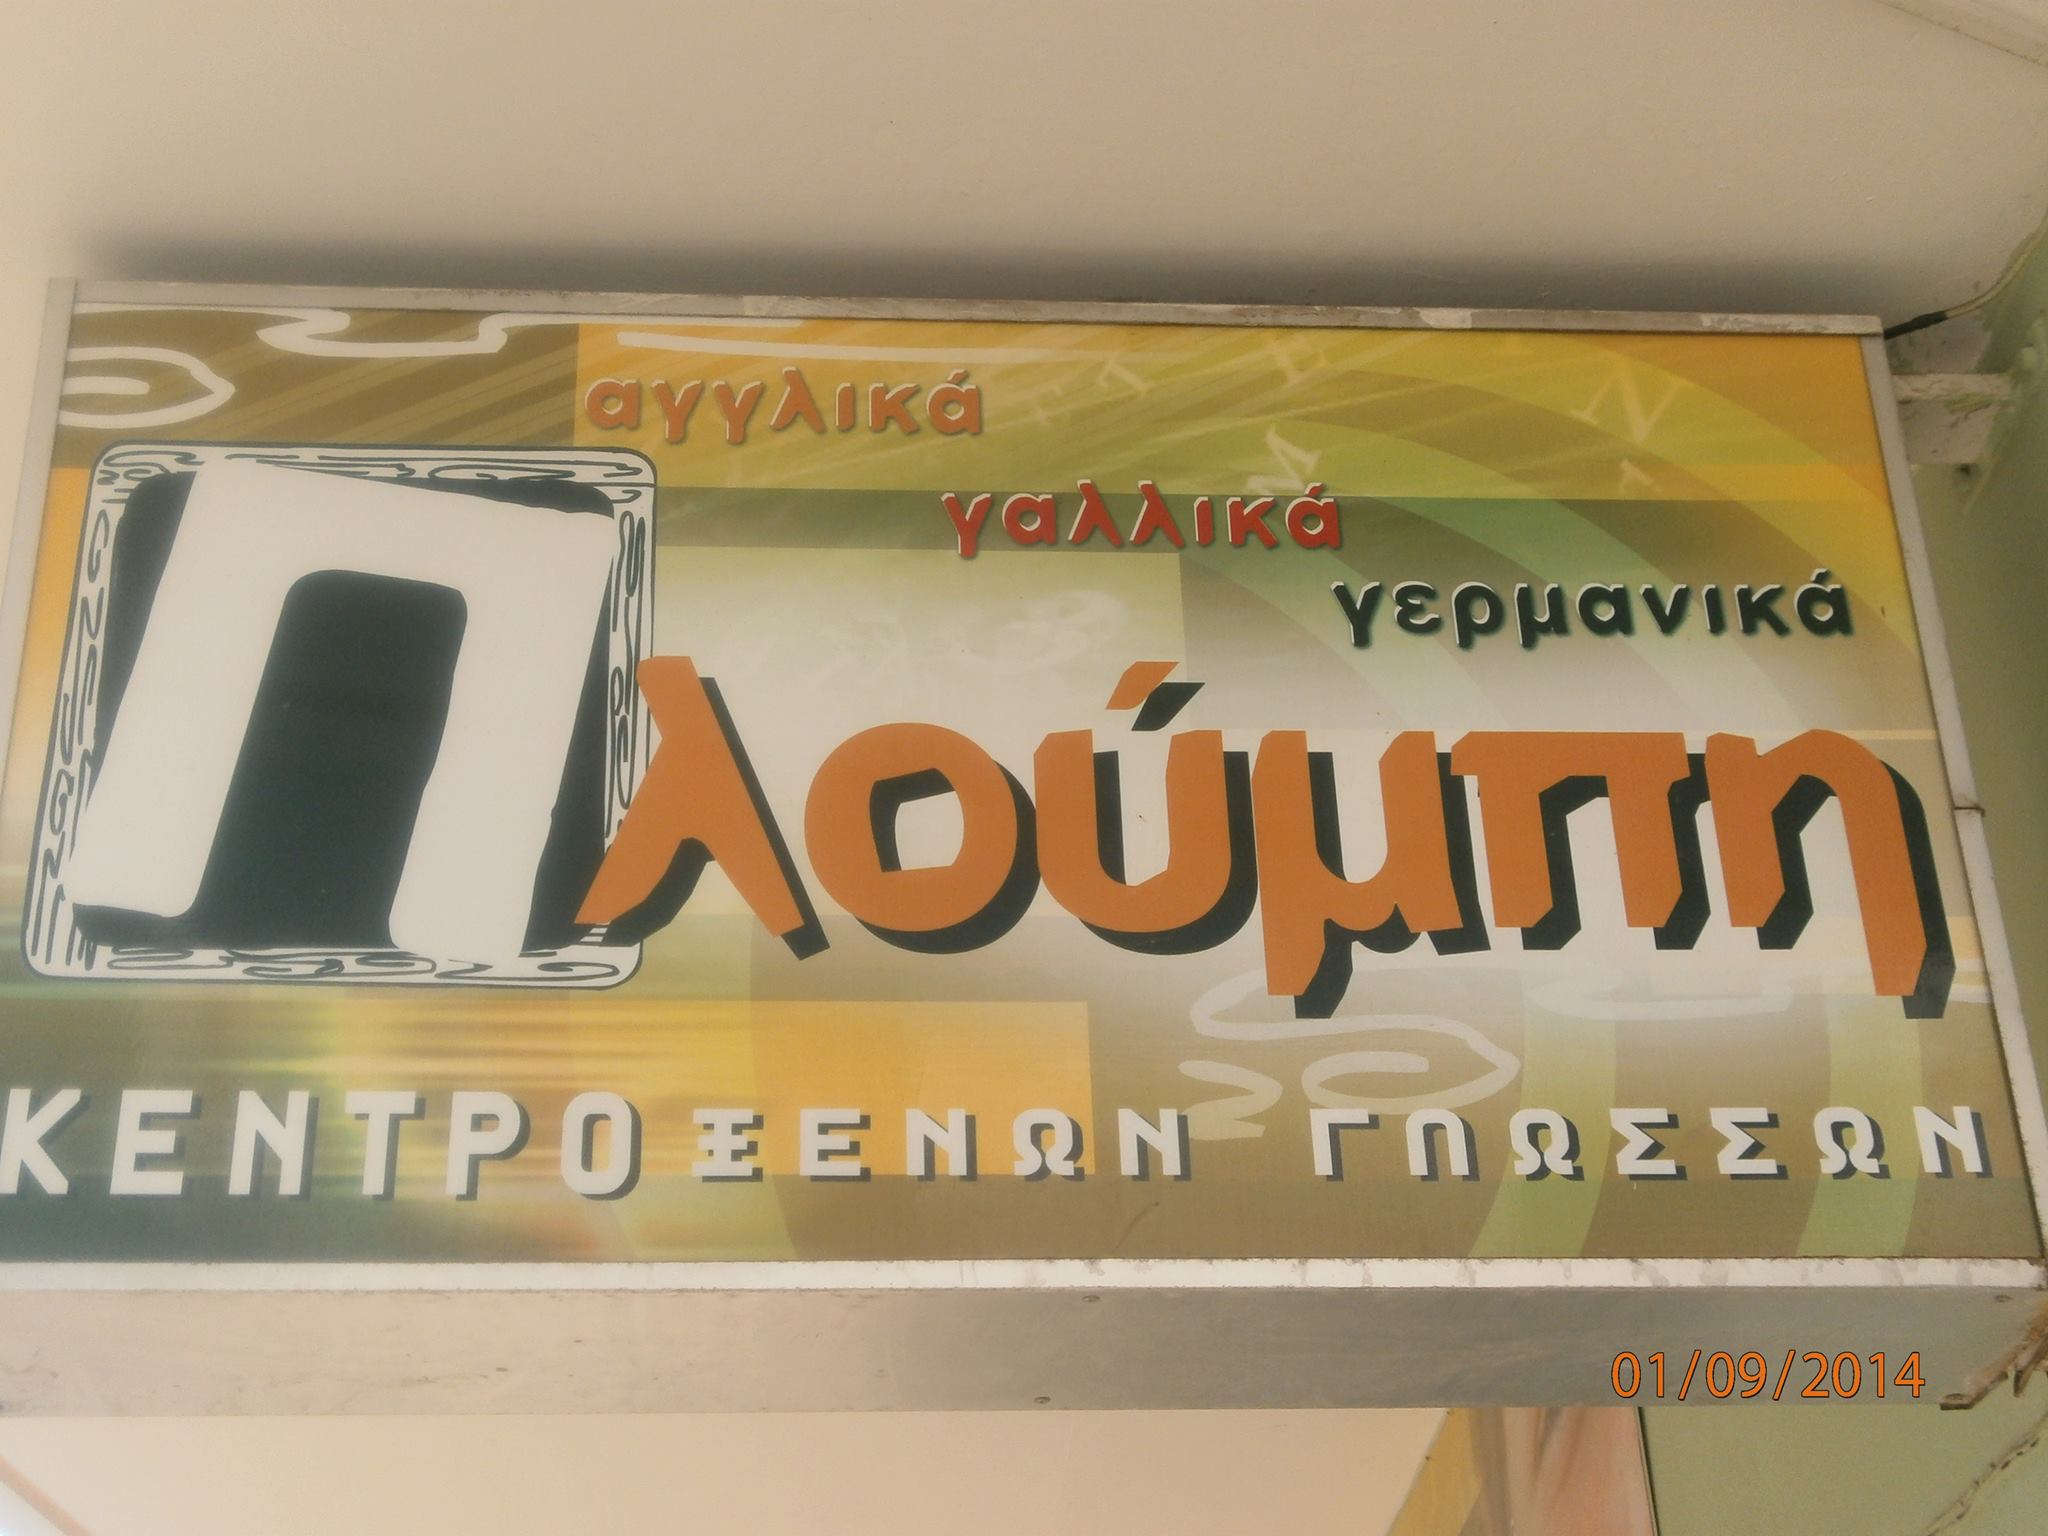 αγγλικά
γαλλικά
γερμανικά
Πλούμπη
ΚΕΝΤΡΟ ΞΕΝΩΝ ΓΛΩΣΣΩΝ
01/09/2014